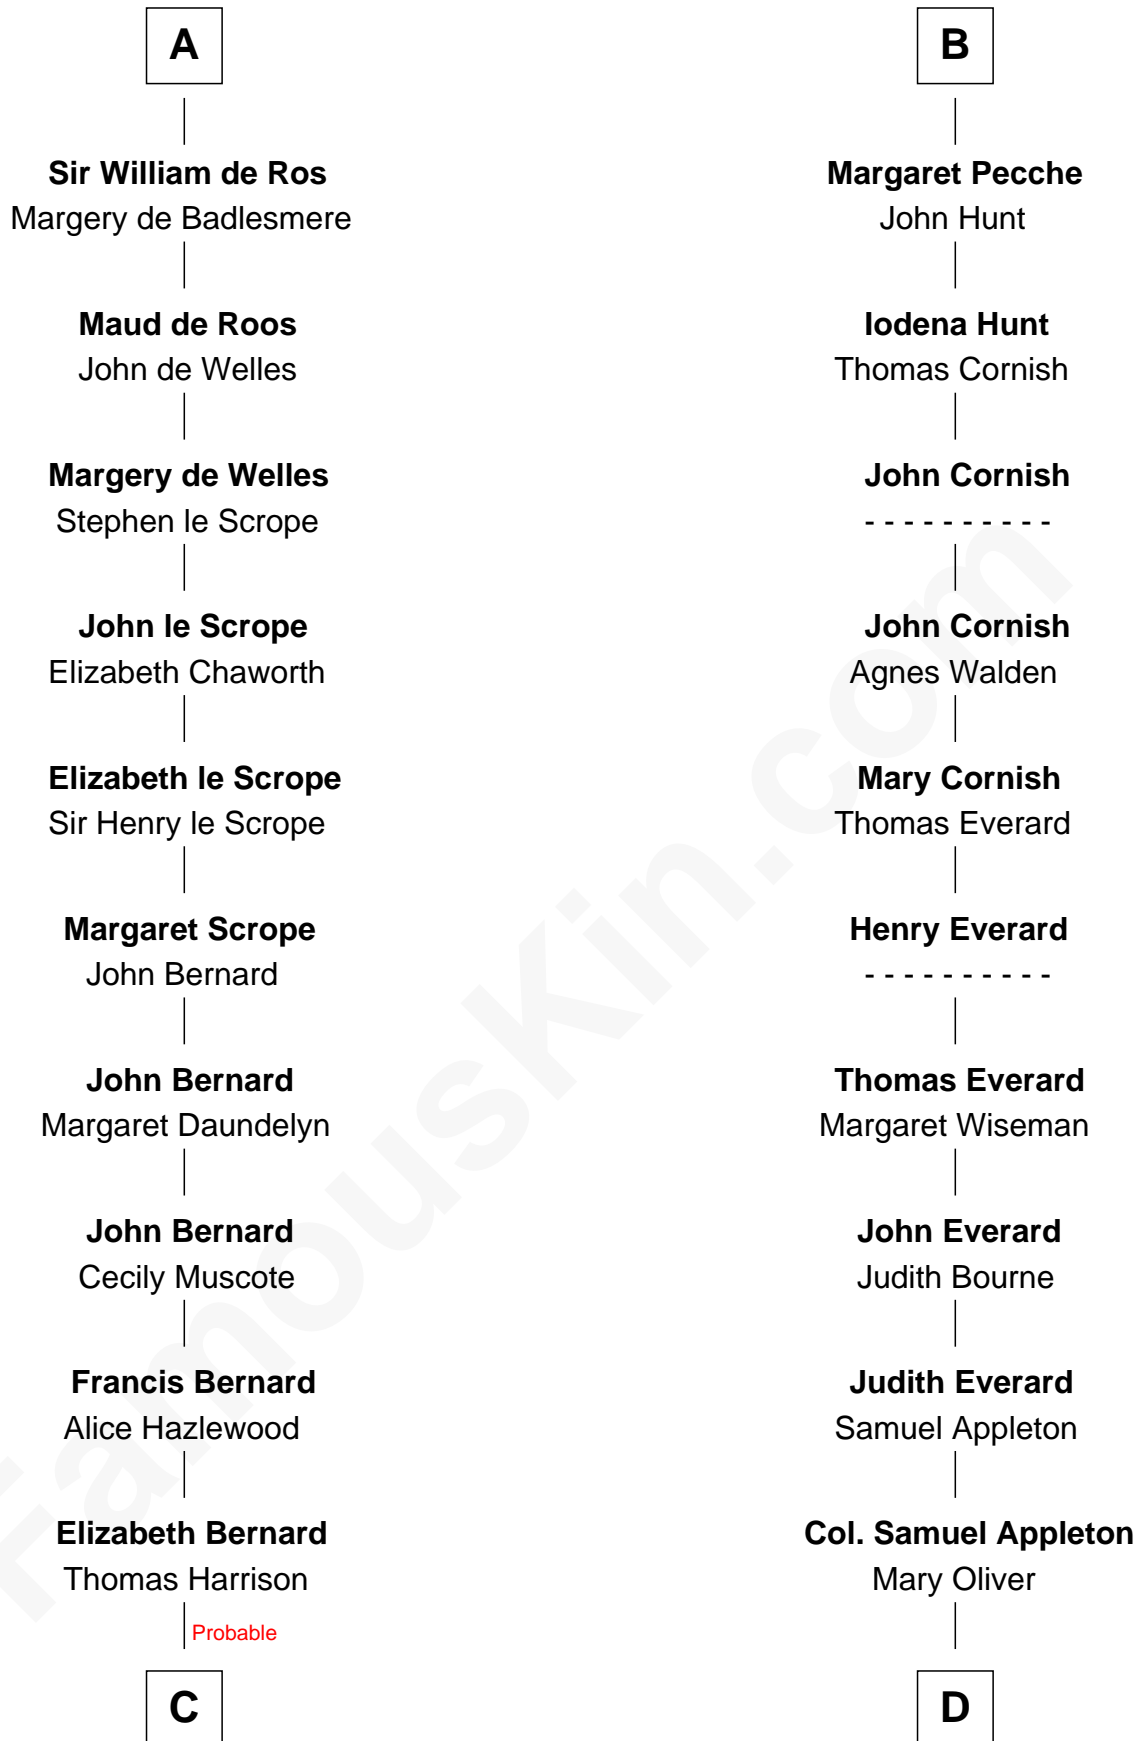 A
Sir William de Ros
Margery de Badlesmere
Maud de Roos
John de Welles
Margery de Welles
Stephen le Scrope
John le Scrope
Elizabeth Chaworth
Elizabeth le Scrope
Sir Henry le Scrope
Margaret Scrope
John Bernard
John Bernard
Margaret Daundelyn
John Bernard
Cecily Muscote
Francis Bernard
Alice Hazlewood
Elizabeth Bernard
Thomas Harrison
Probable
C
B
Margaret Pecche
John Hunt
Iodena Hunt
Thomas Cornish
John Cornish
- - - - - - - - - -
John Cornish
Agnes Walden
Mary Cornish
Thomas Everard
Henry Everard
- - - - - - - - - -
Thomas Everard
Margaret Wiseman
John Everard
Judith Bourne
Judith Everard
Samuel Appleton
Col. Samuel Appleton
Mary Oliver
D
FamousKin.com